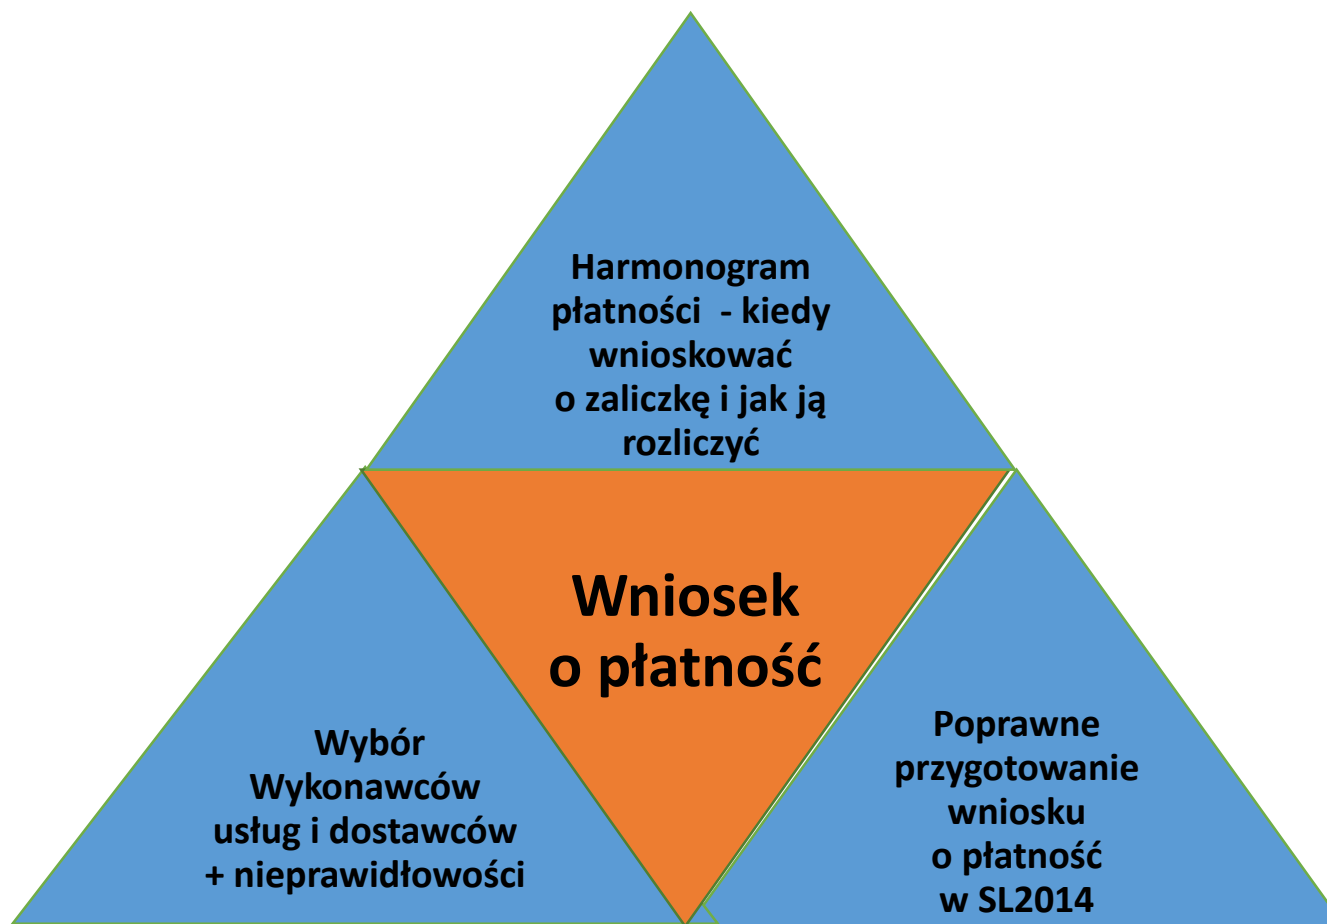 Harmonogram
płatności - kiedy
wnioskować
o zaliczkę i jak ją
rozliczyć
Wniosek
o płatność
Wybór
Wykonawców
usług i dostawców
+ nieprawidłowości
Poprawne
przygotowanie
wniosku
o płatność
w SL2014